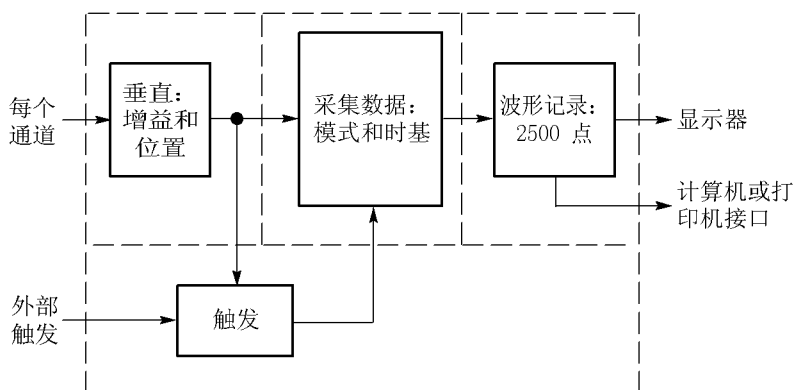 每个
通道
垂直：
增益和
位置
采集数据：
模式和时基
波形记录：
2500 点
显示器
计算机或打
印机接口
外部
触发
触发